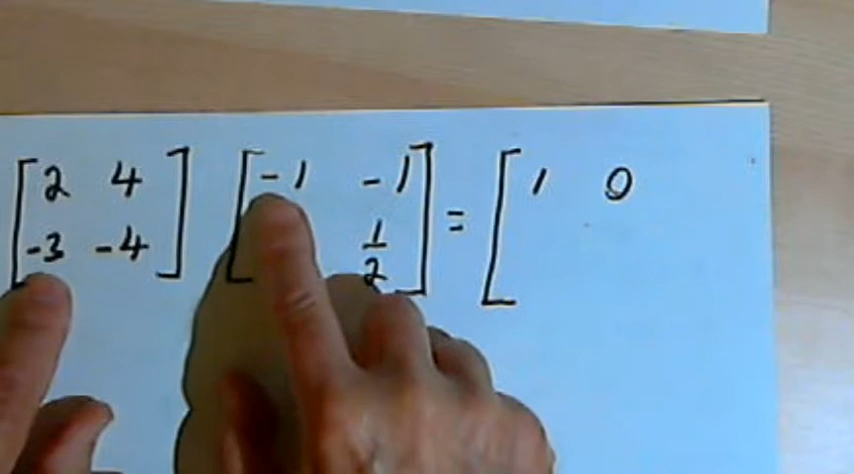 [2 4] [-1 -1] = [1 0
[-3 -4] [ 1/2]